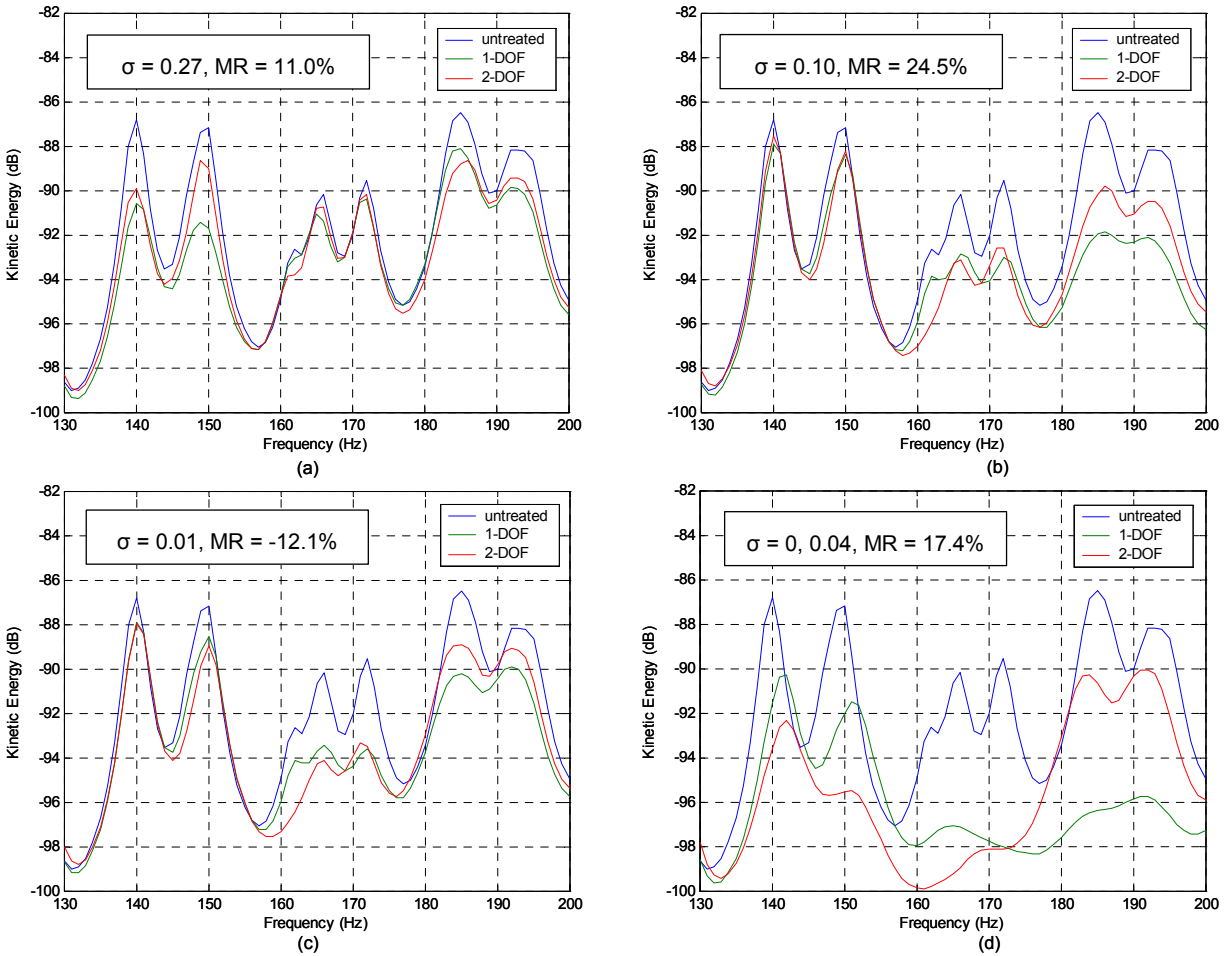 -82
-84
-86
-88
-90
-92
-94
-96
-98
-100
Kinetic Energy (dB)
σ = 0.27, MR = 11.0%
untreated
1-DOF
2-DOF
130 140 150 160 170 180 190 200
Frequency (Hz)
(a)
-82
-84
-86
-88
-90
-92
-94
-96
-98
-100
Kinetic Energy (dB)
σ = 0.10, MR = 24.5%
untreated
1-DOF
2-DOF
130 140 150 160 170 180 190 200
Frequency (Hz)
(b)
-82
-84
-86
-88
-90
-92
-94
-96
-98
-100
Kinetic Energy (dB)
σ = 0.01, MR = -12.1%
untreated
1-DOF
2-DOF
130 140 150 160 170 180 190 200
Frequency (Hz)
(c)
-82
-84
-86
-88
-90
-92
-94
-96
-98
-100
Kinetic Energy (dB)
σ = 0, 0.04, MR = 17.4%
untreated
1-DOF
2-DOF
130 140 150 160 170 180 190 200
Frequency (Hz)
(d)